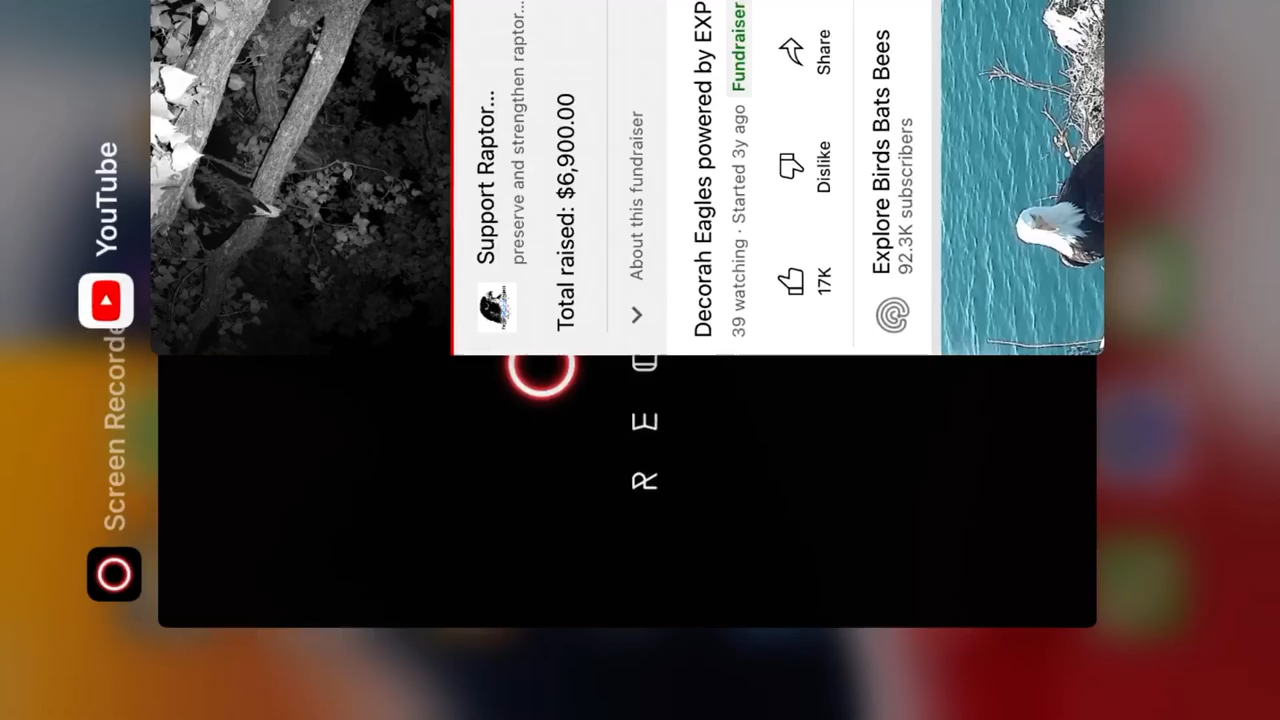 YouTube
Screen Recorde
Support Raptor...
preserve and strengthen raptor...
Total raised: $6,900.00
About this fundraiser
Decorah Eagles powered by EXP
39 watching · Started 3y ago Fundraiser
17K
Dislike
Share
Explore Birds Bats Bees
92.3K subscribers
R E